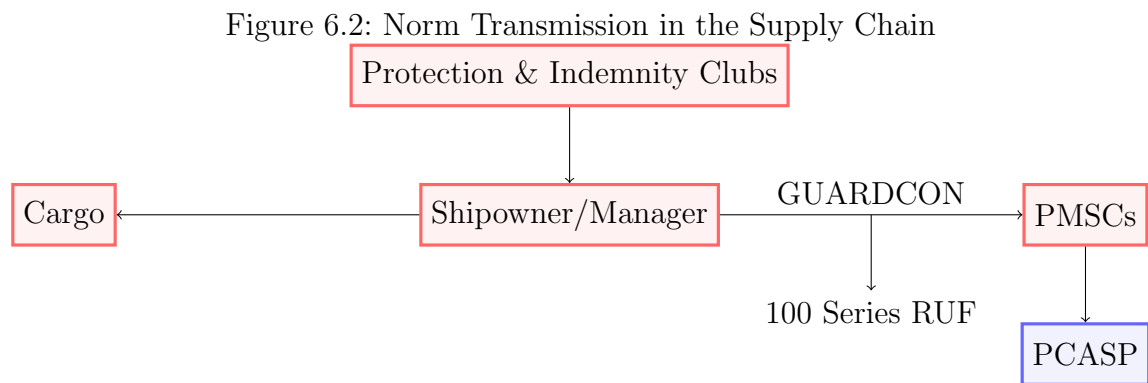 Figure 6.2: Norm Transmission in the Supply Chain
Protection & Indemnity Clubs
Cargo
Shipowner/Manager
GUARDCON
PMSCs
100 Series RUF
PCASP